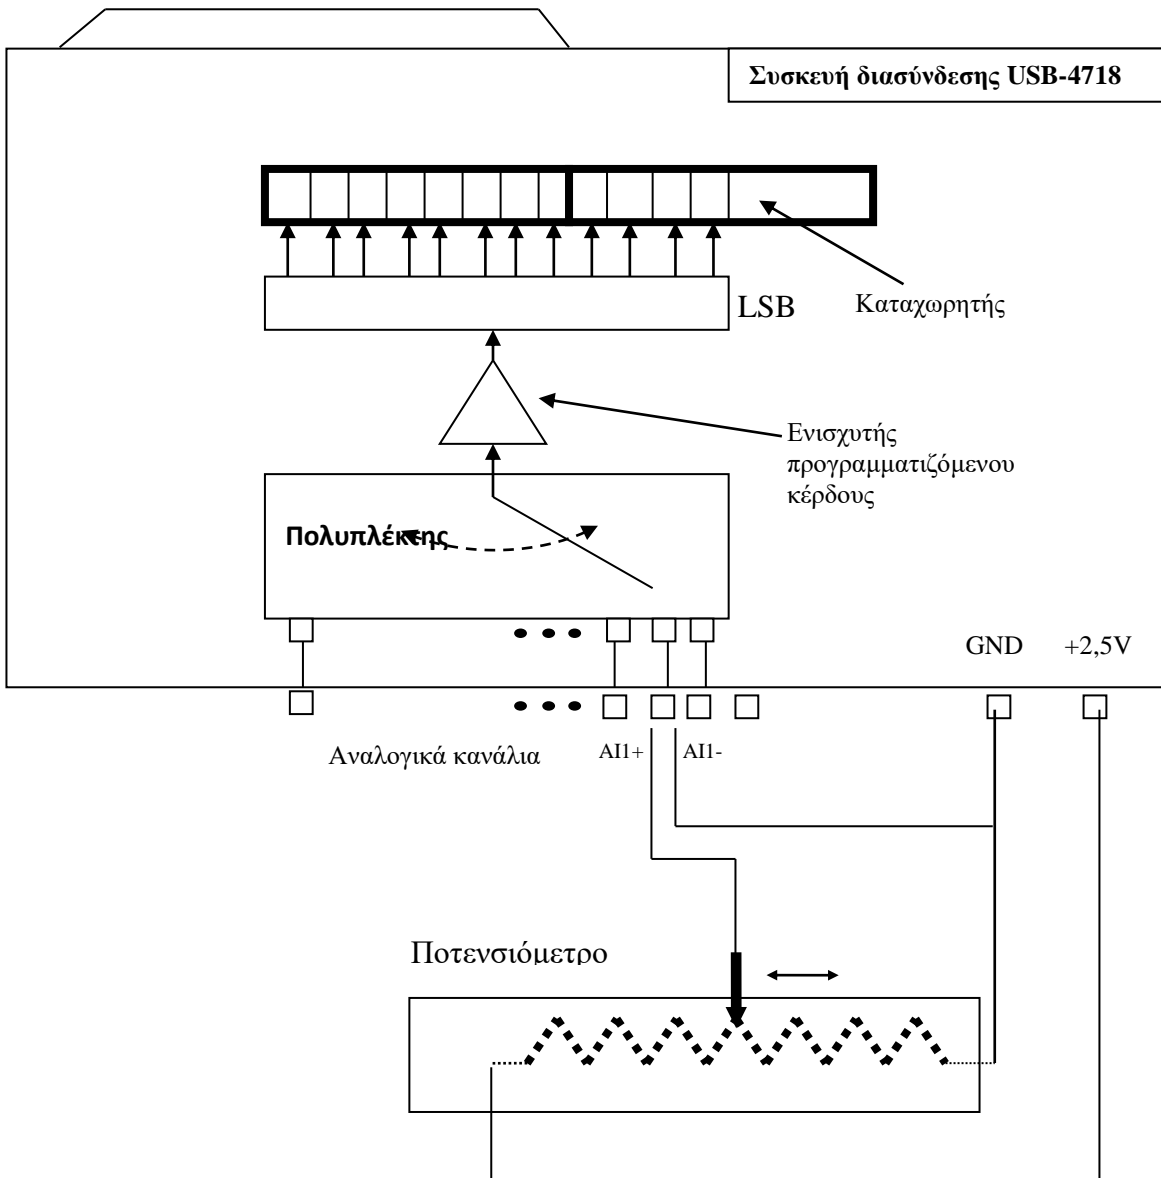 Συσκευή διασύνδεσης USB-4718
LSB
Καταχωρητής
Ενισχυτής
προγραμματιζόμενου
κέρδους
Πολυπλέκτης
GND +2,5V
Αναλογικά κανάλια
AI1+ AI1-
Ποτενσιόμετρο